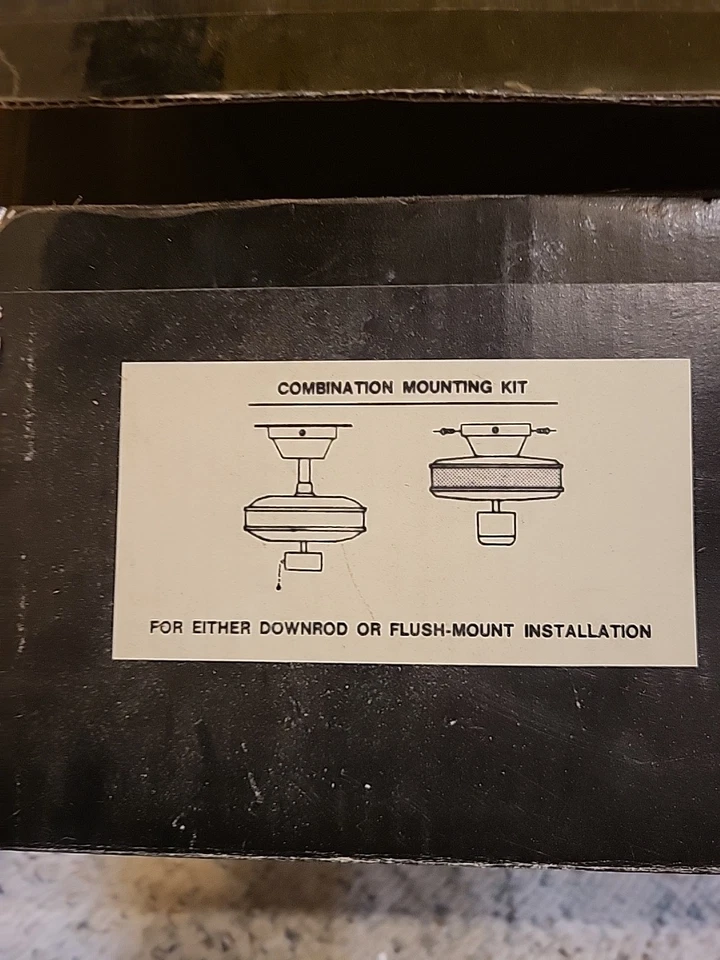 COMBINATION MOUNTING KIT
FOR EITHER DOWNROD OR FLUSH-MOUNT INSTALLATION